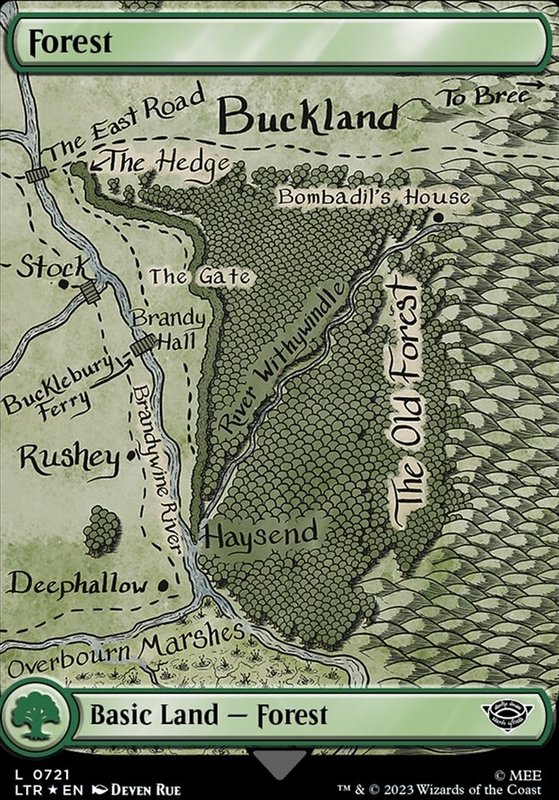 Forest
To Bree
The East Road
Buckland
The Hedge
Bombadil's House
Stock
The Gate
Brandy
Hall
Bucklebury
Ferry
River Withywindle
The Old Forest
Brandywine River
Rushey
Haysend
Deephallow
Overbourn Marshes
Basic Land — Forest
L 0721
LTR ★ EN Deven Rue
© MEE
™ & © 2023 Wizards of the Coast